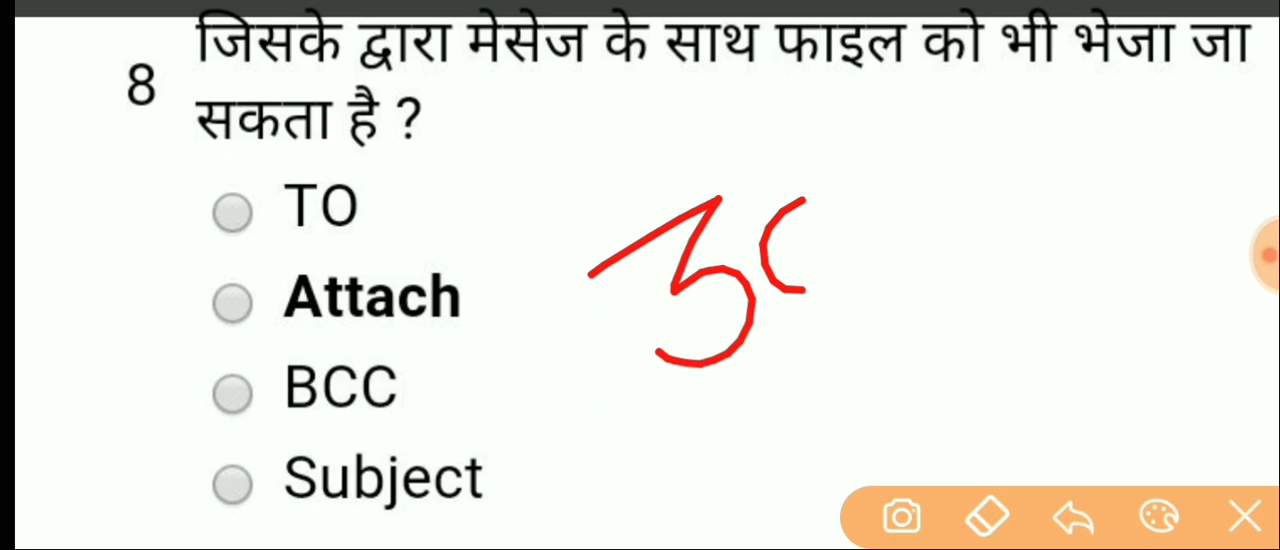 8 जिसके द्वारा मेसेज के साथ फाइल को भी भेजा जा
सकता है ?
TO
Attach
BCC
Subject